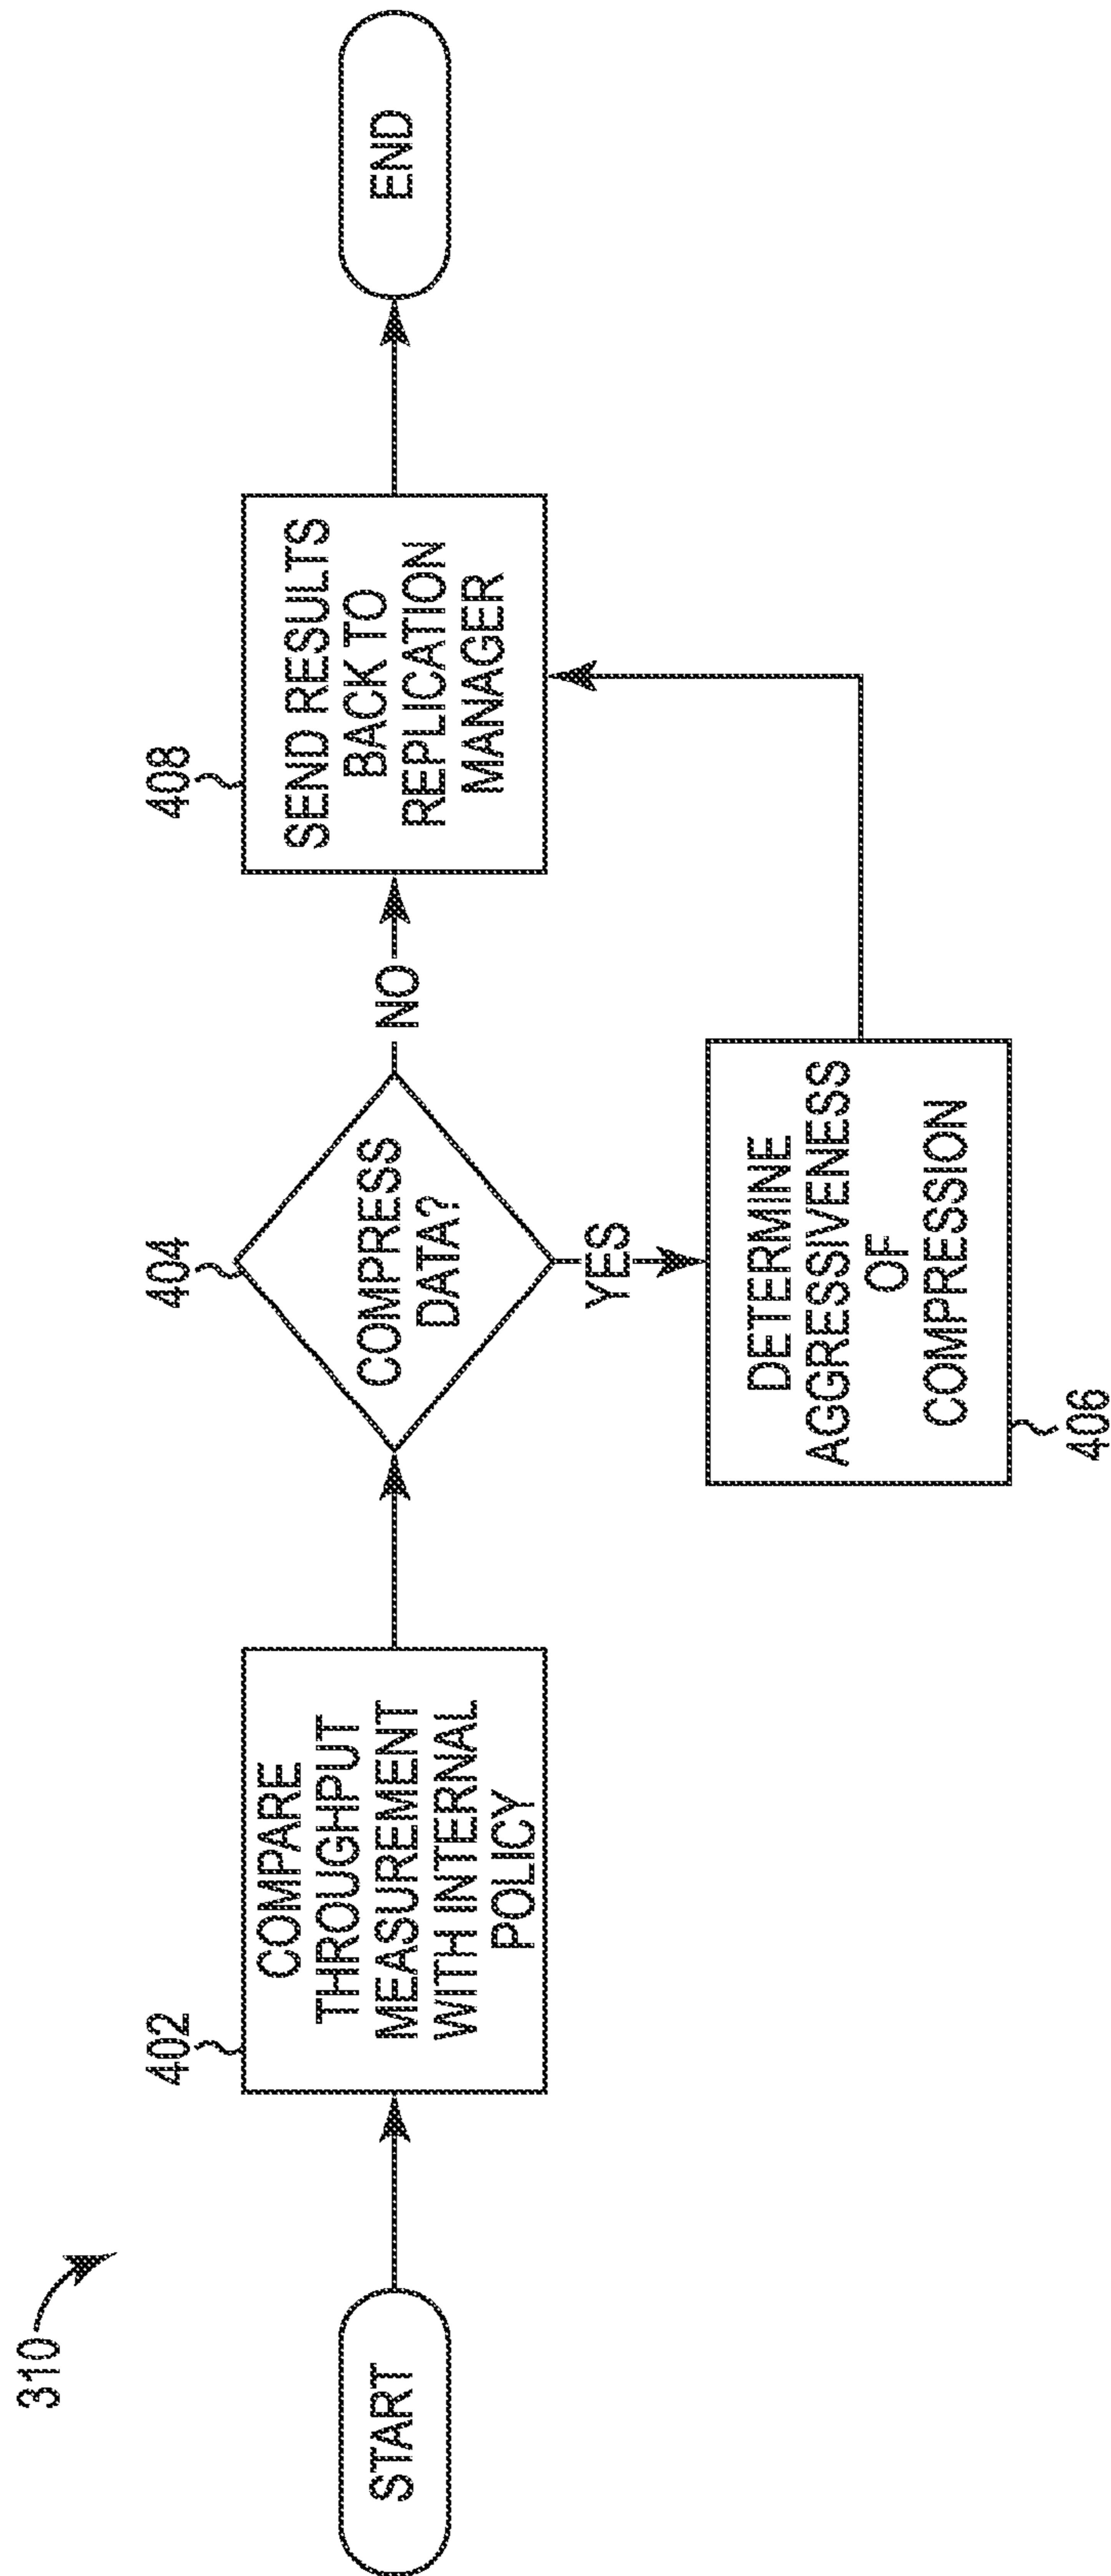 310
START
402
COMPARE
THROUGHPUT
MEASUREMENT
WITH INTERNAL
POLICY
404
COMPRESS
DATA?
NO
YES
DETERMINE
AGGRESSIVENESS
OF
COMPRESSION
406
408
SEND RESULTS
BACK TO
REPLICATION
MANAGER
END